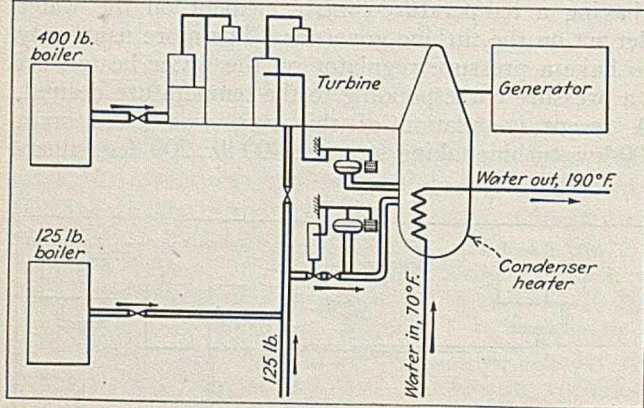 400 lb.
boiler
Turbine
Generator
Water out, 190°F.
125 lb.
boiler
Condenser
heater
125 lb.
Water in, 70°F.